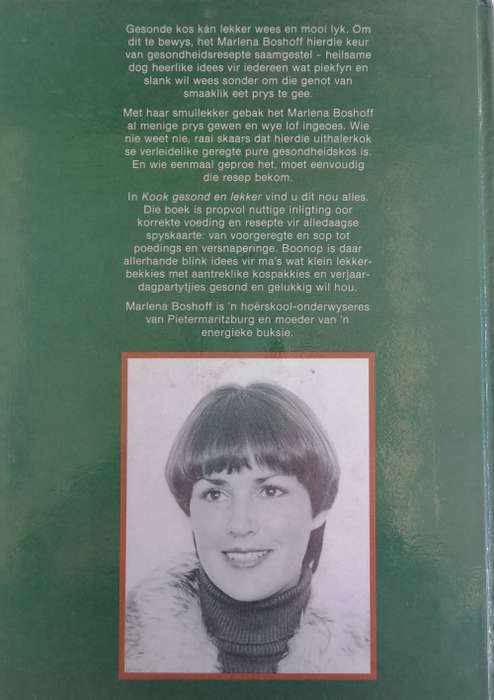 Gesonde kos kán lekker wees en mooi lyk. Om
dit te bewys, het Marlena Boshoff hierdie keur
van gesondheidsresepte saamgestel – heilsame
dog heerlike idees vir iedereen wat piekfyn en
slank wil wees sonder om die genot van
smaaklik eet prys te gee.
Met haar smullekker gebak het Marlena Boshoff
al menige prys gewen en wye lof ingeoes. Wie
nie weet nie, raai skaars dat hierdie uithalerkok
se verleidelike geregte pure gesondheidskos is.
En wie eenmaal geproe het, moet eenvoudig
die resep bekom.
In Kook gesond en lekker vind u dit nou alles.
Die boek is propvol nuttige inligting oor
korrekte voeding en resepte vir alledaagse
spyskaarte: van voorgeregte en sop tot
poedings en versnaperinge. Boonop is daar
allerhande blink idees vir ma's wat klein lekker-
bekkies met aantreklike kospakkies en verjaar-
dagpartytjies gesond en gelukkig wil hou.
Marlena Boshoff is 'n hoërskool-onderwyseres
van Pietermaritzburg en moeder van 'n
energieke buksie.